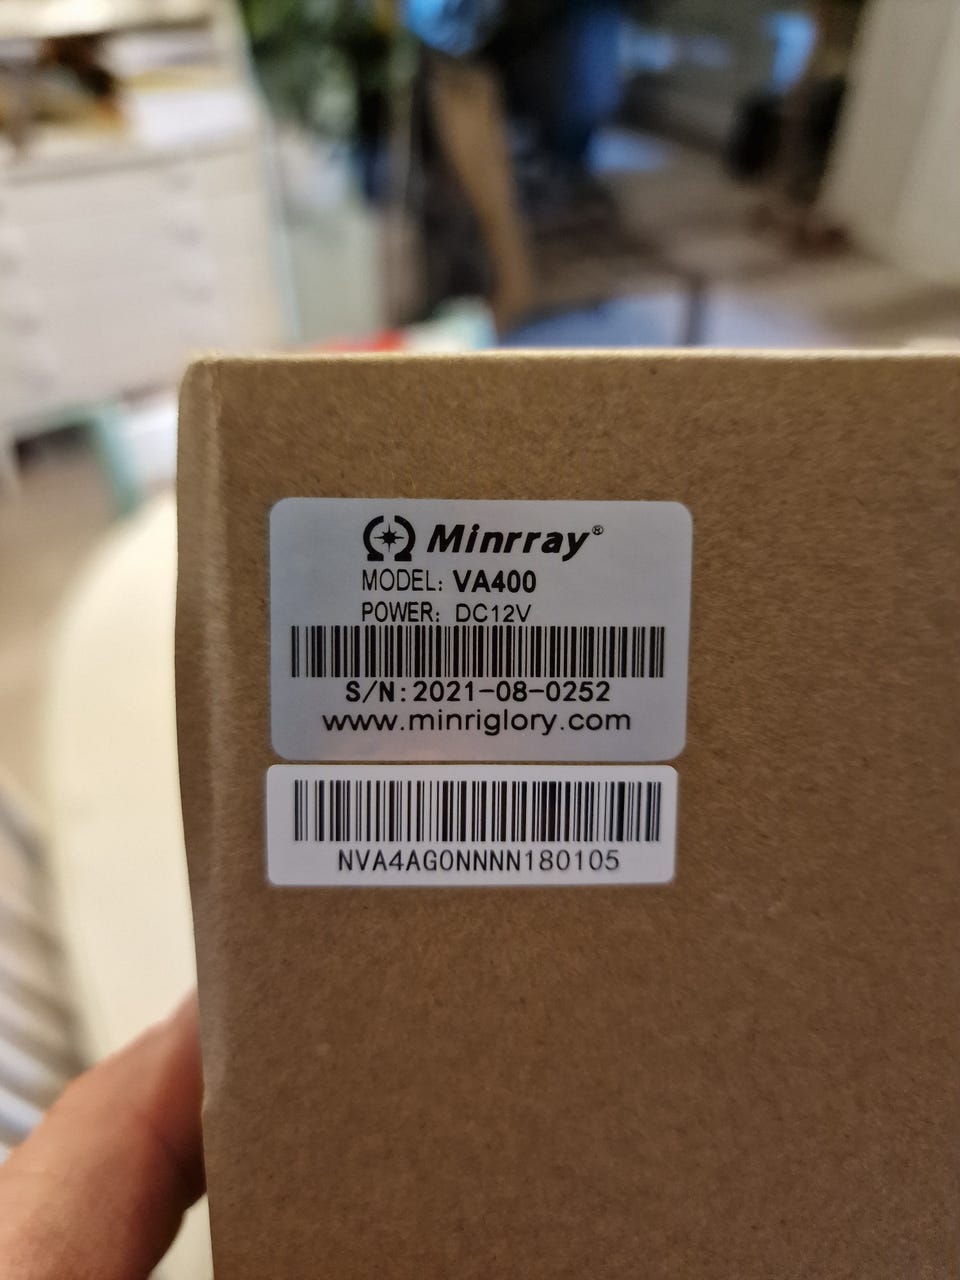 Minrray®
MODEL: VA400
POWER: DC12V
S/N:2021-08-0252
www.minriglory.com
NVA4AG0NNNN180105